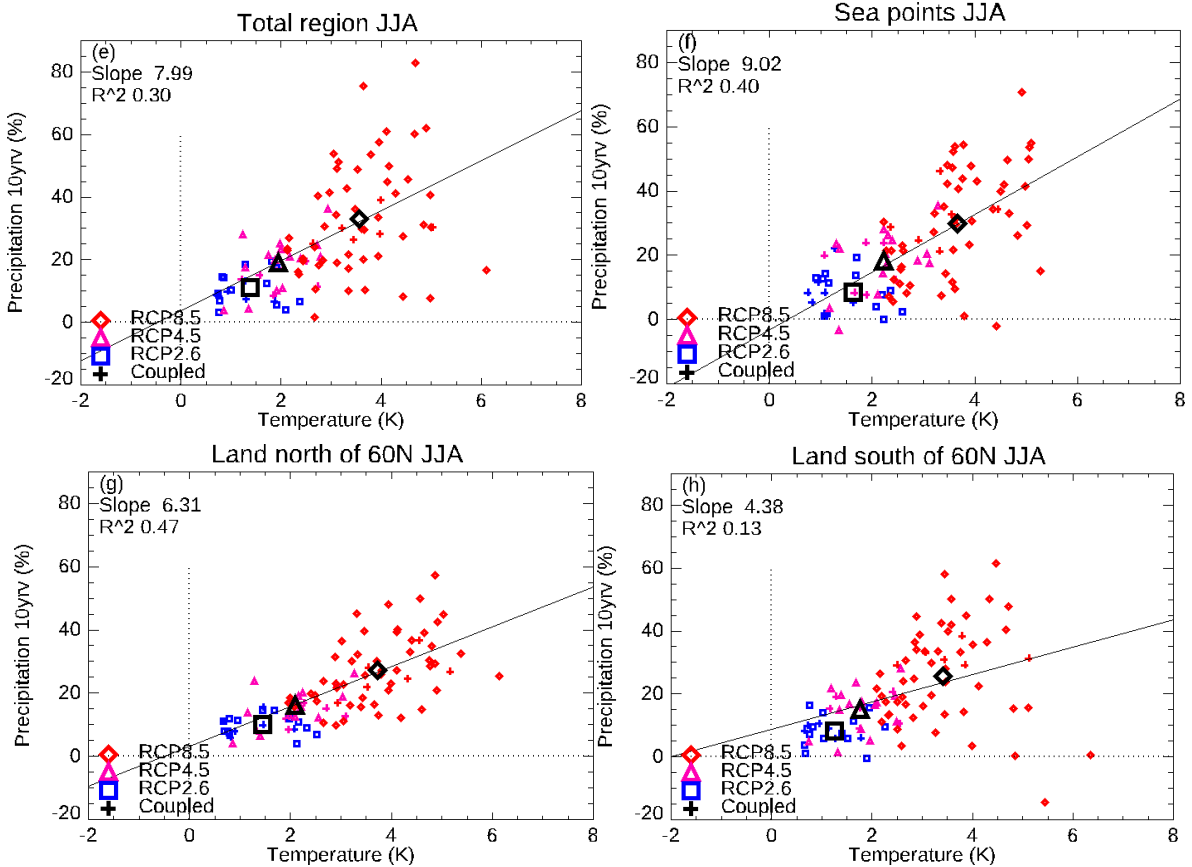 Total region JJA
(e)
Slope 7.99
R^2 0.30
Precipitation 10yrv (%)
80
60
40
20
0
-20
RCP8.5
RCP4.5
RCP2.6
Coupled
-2 0 2 4 6 8
Temperature (K)
Sea points JJA
(f)
Slope 9.02
R^2 0.40
Precipitation 10yrv (%)
80
60
40
20
0
-20
RCP8.5
RCP4.5
RCP2.6
Coupled
-2 0 2 4 6 8
Temperature (K)
Land north of 60N JJA
(g)
Slope 6.31
R^2 0.47
Precipitation 10yrv (%)
80
60
40
20
0
-20
RCP8.5
RCP4.5
RCP2.6
Coupled
-2 0 2 4 6 8
Temperature (K)
Land south of 60N JJA
(h)
Slope 4.38
R^2 0.13
Precipitation 10yrv (%)
80
60
40
20
0
-20
RCP8.5
RCP4.5
RCP2.6
Coupled
-2 0 2 4 6 8
Temperature (K)